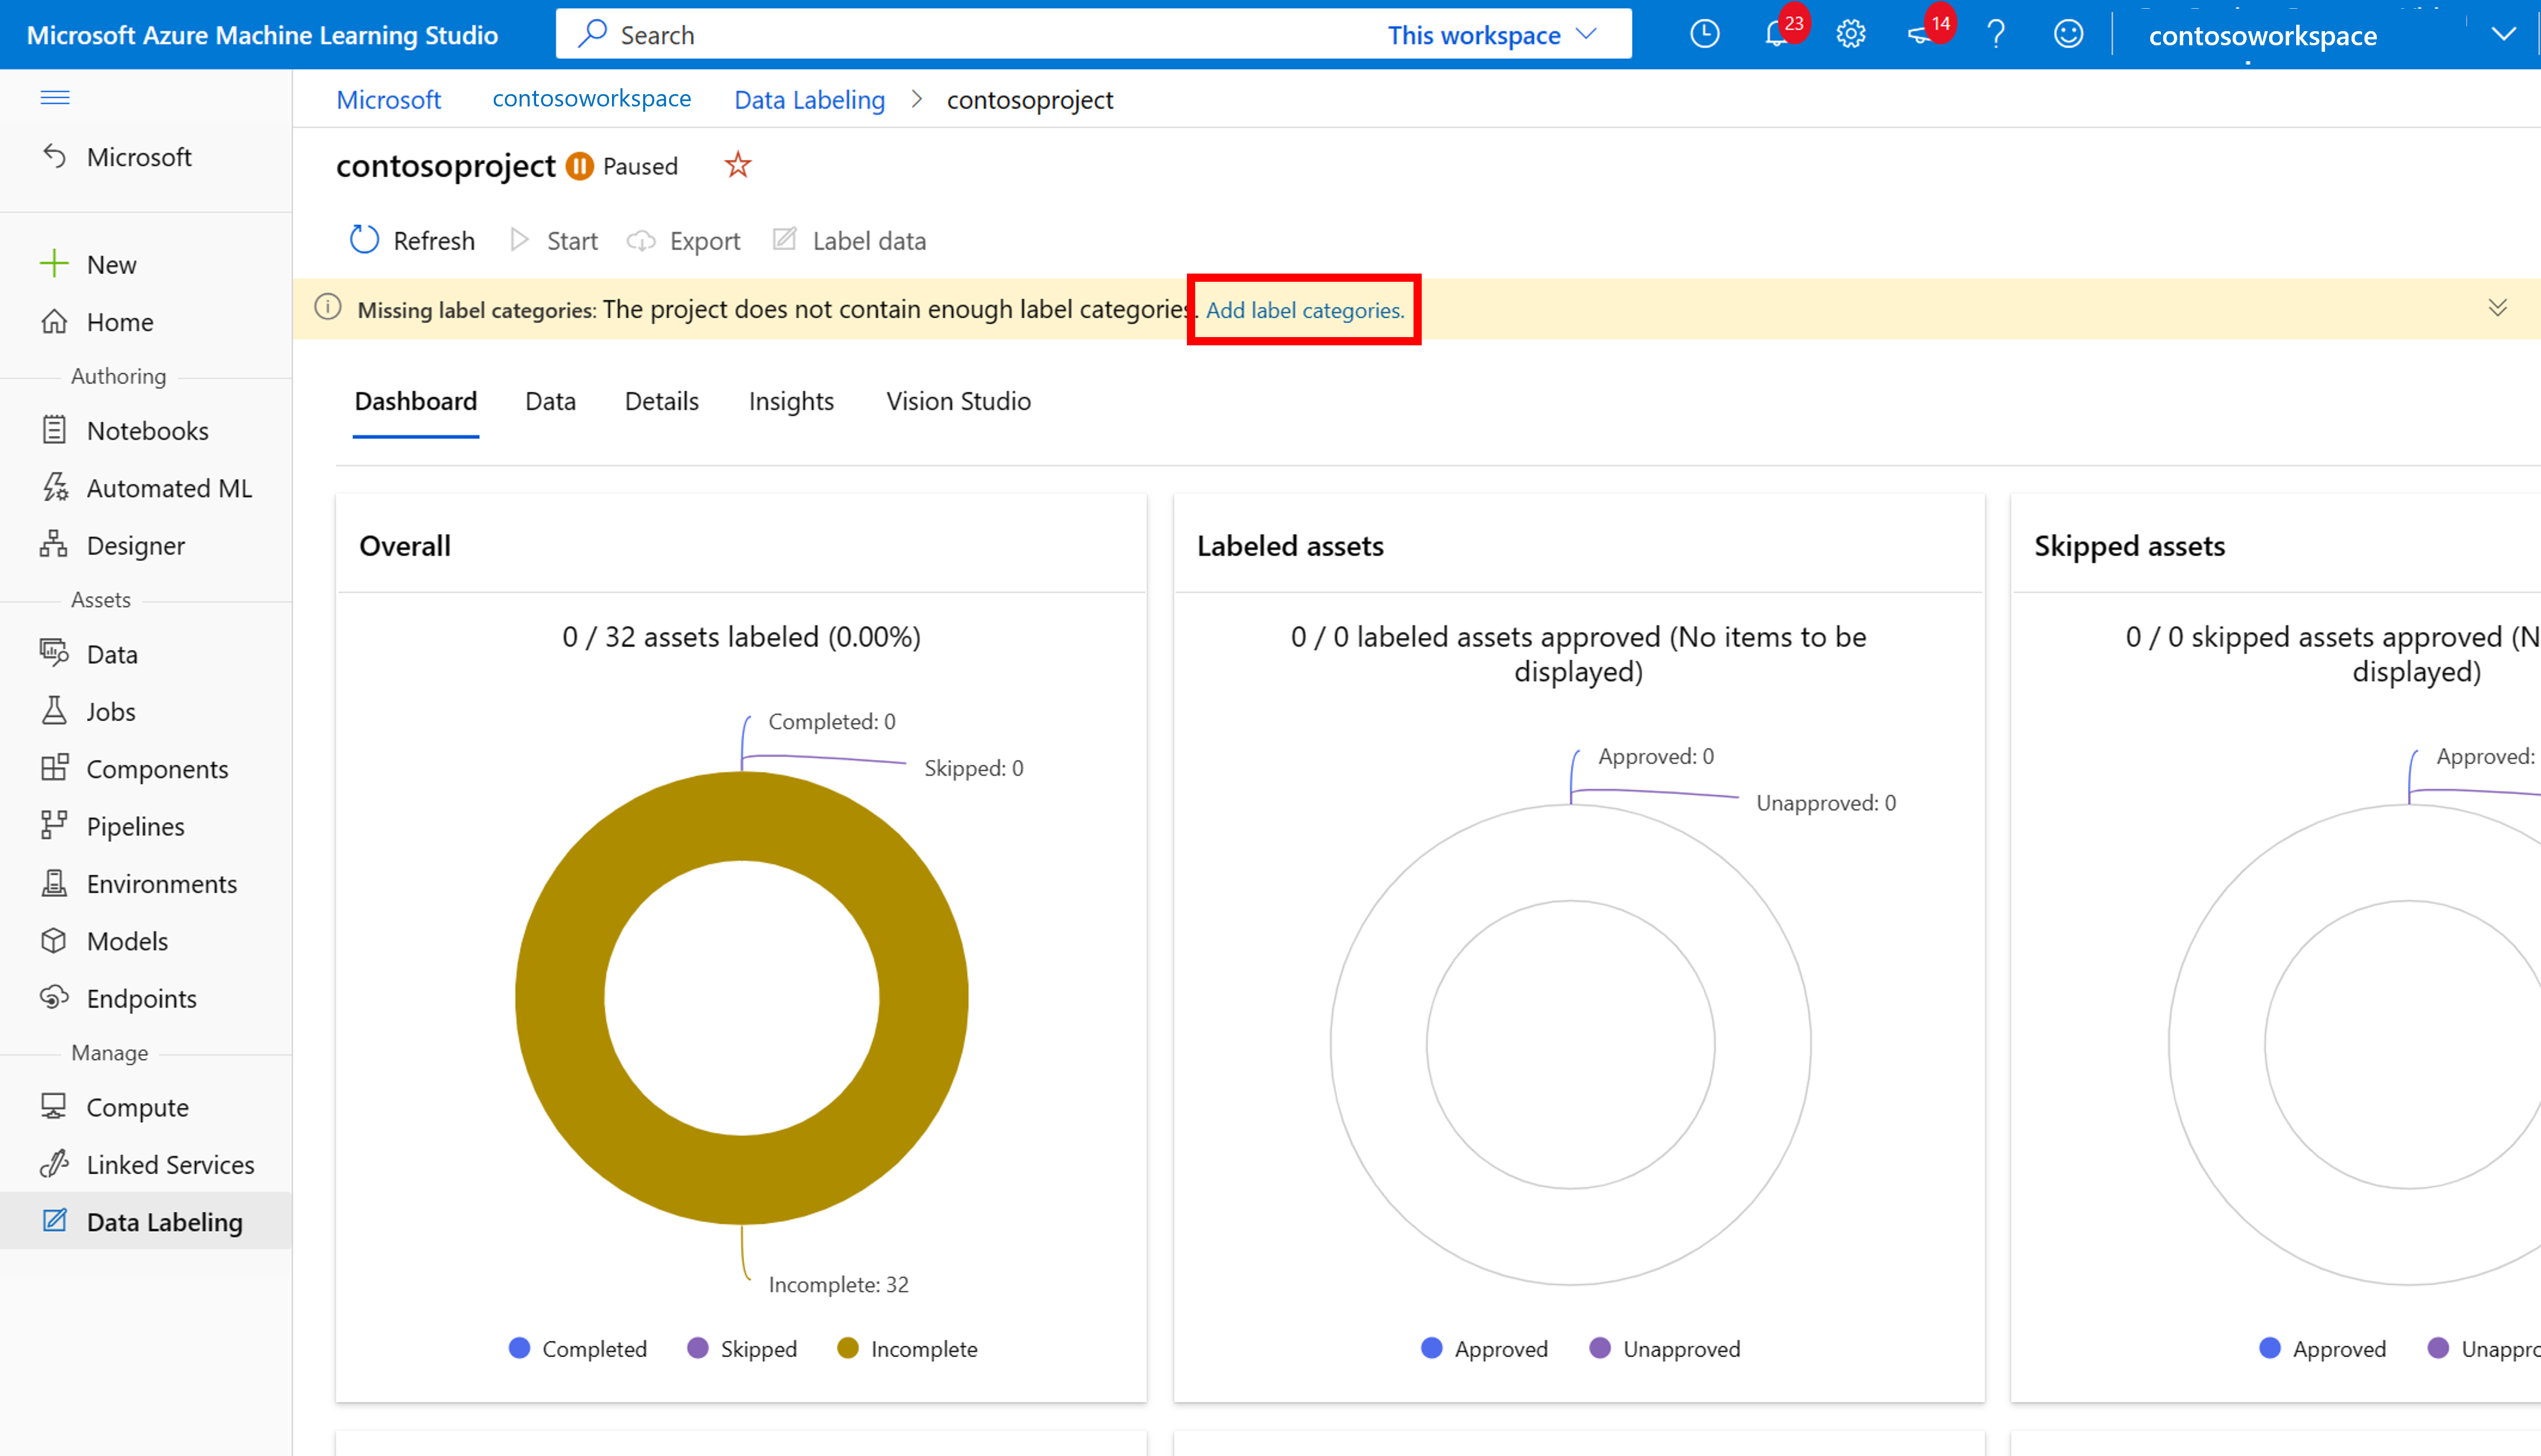 Microsoft Azure Machine Learning Studio
Search
This workspace
23
14
contosoworkspace
Microsoft contosoworkspace Data Labeling > contosoproject
Microsoft
New
Home
Authoring
Notebooks
Automated ML
Designer
Assets
Data
Jobs
Components
Pipelines
Environments
Models
Endpoints
Manage
Compute
Linked Services
Data Labeling
contosoproject Paused
Refresh Start Export Label data
Missing label categories: The project does not contain enough label categories. Add label categories.
Dashboard Data Details Insights Vision Studio
Overall
0 / 32 assets labeled (0.00%)
Completed: 0
Skipped: 0
Incomplete: 32
Completed Skipped Incomplete
Labeled assets
0 / 0 labeled assets approved (No items to be
displayed)
Approved: 0
Unapproved: 0
Approved Unapproved
Skipped assets
0 / 0 skipped assets approved (N
displayed)
Approved:
Approved Unappro